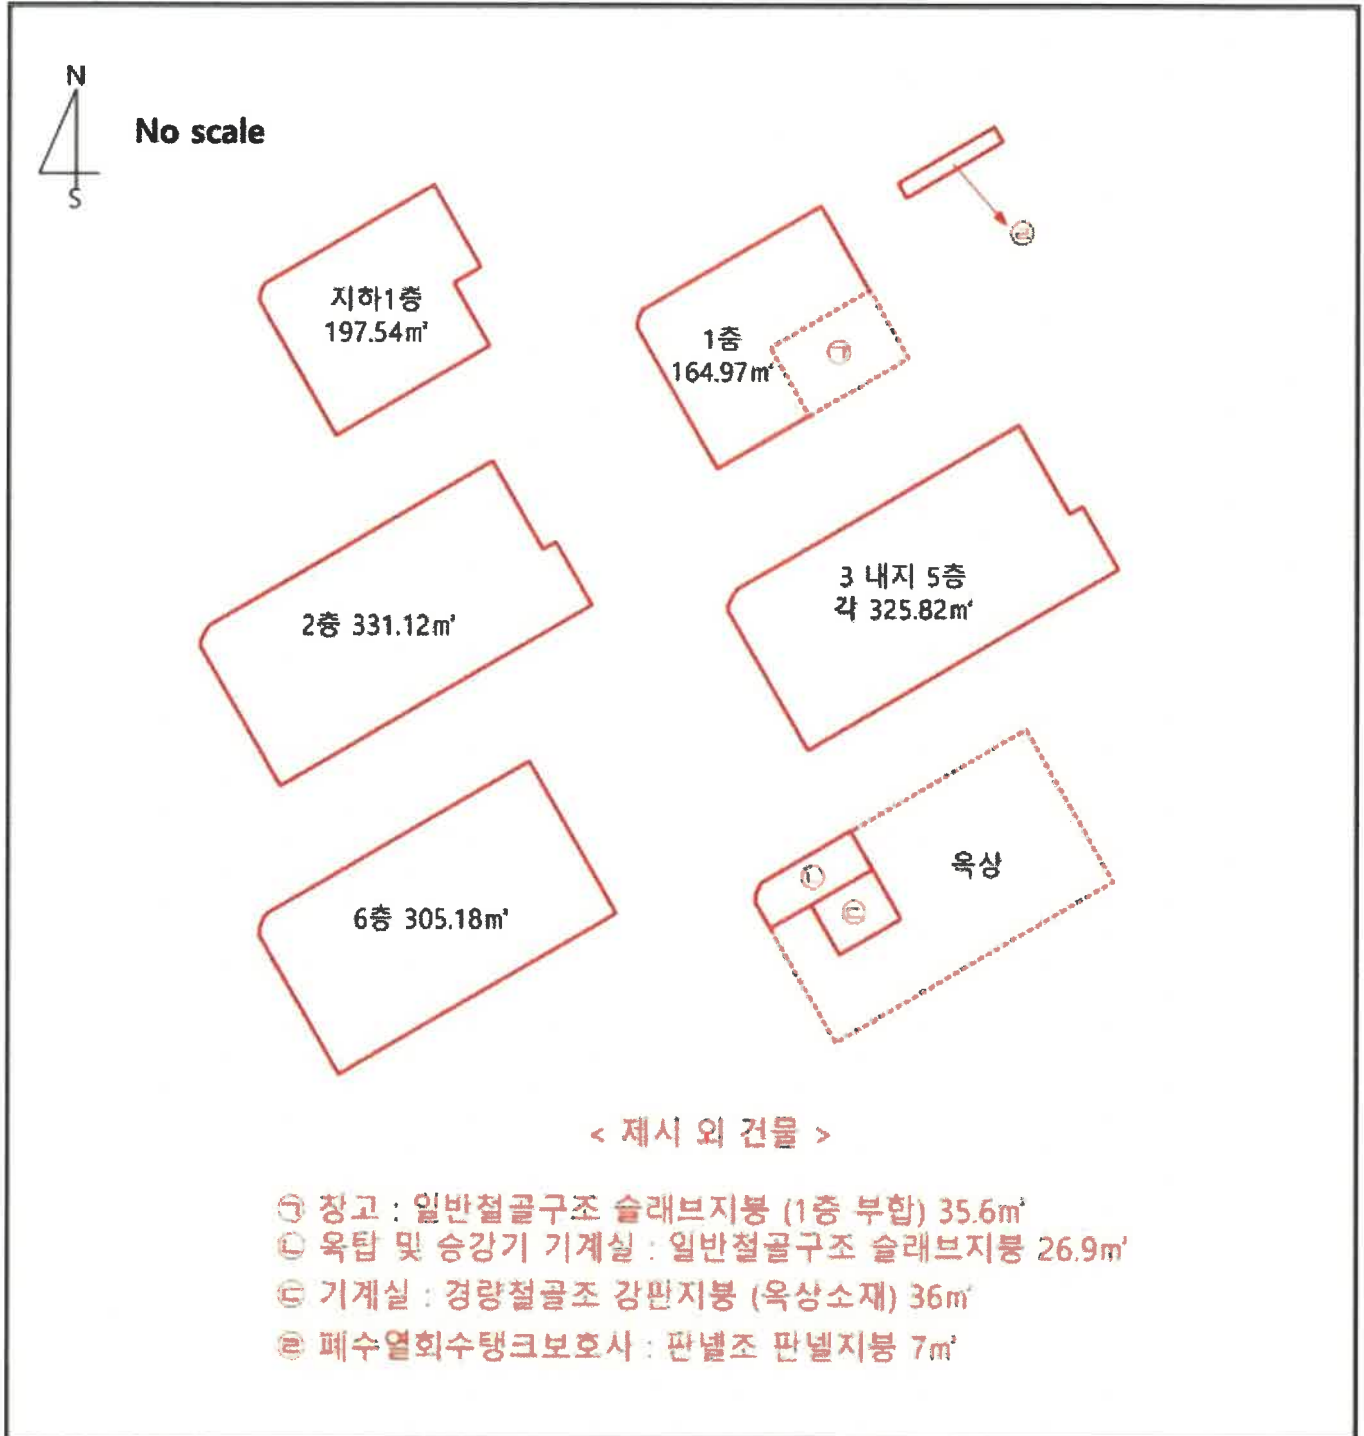 N
No scale
S
지하1층
197.54㎡
1층
164.97㎡
㉠
㉣
2층 331.12㎡
3 내지 5층
각 325.82㎡
6층 305.18㎡
옥상
㉡
㉢
< 제시 외 건물 >
㉠ 창고 : 일반철골구조 슬래브지붕 (1층 부합) 35.6㎡
㉡ 옥탑 및 승강기 기계실 : 일반철골구조 슬래브지붕 26.9㎡
㉢ 기계실 : 경량철골조 강판지붕 (옥상소재) 36㎡
㉣ 폐수열회수탱크보호사 : 판넬조 판넬지붕 7㎡